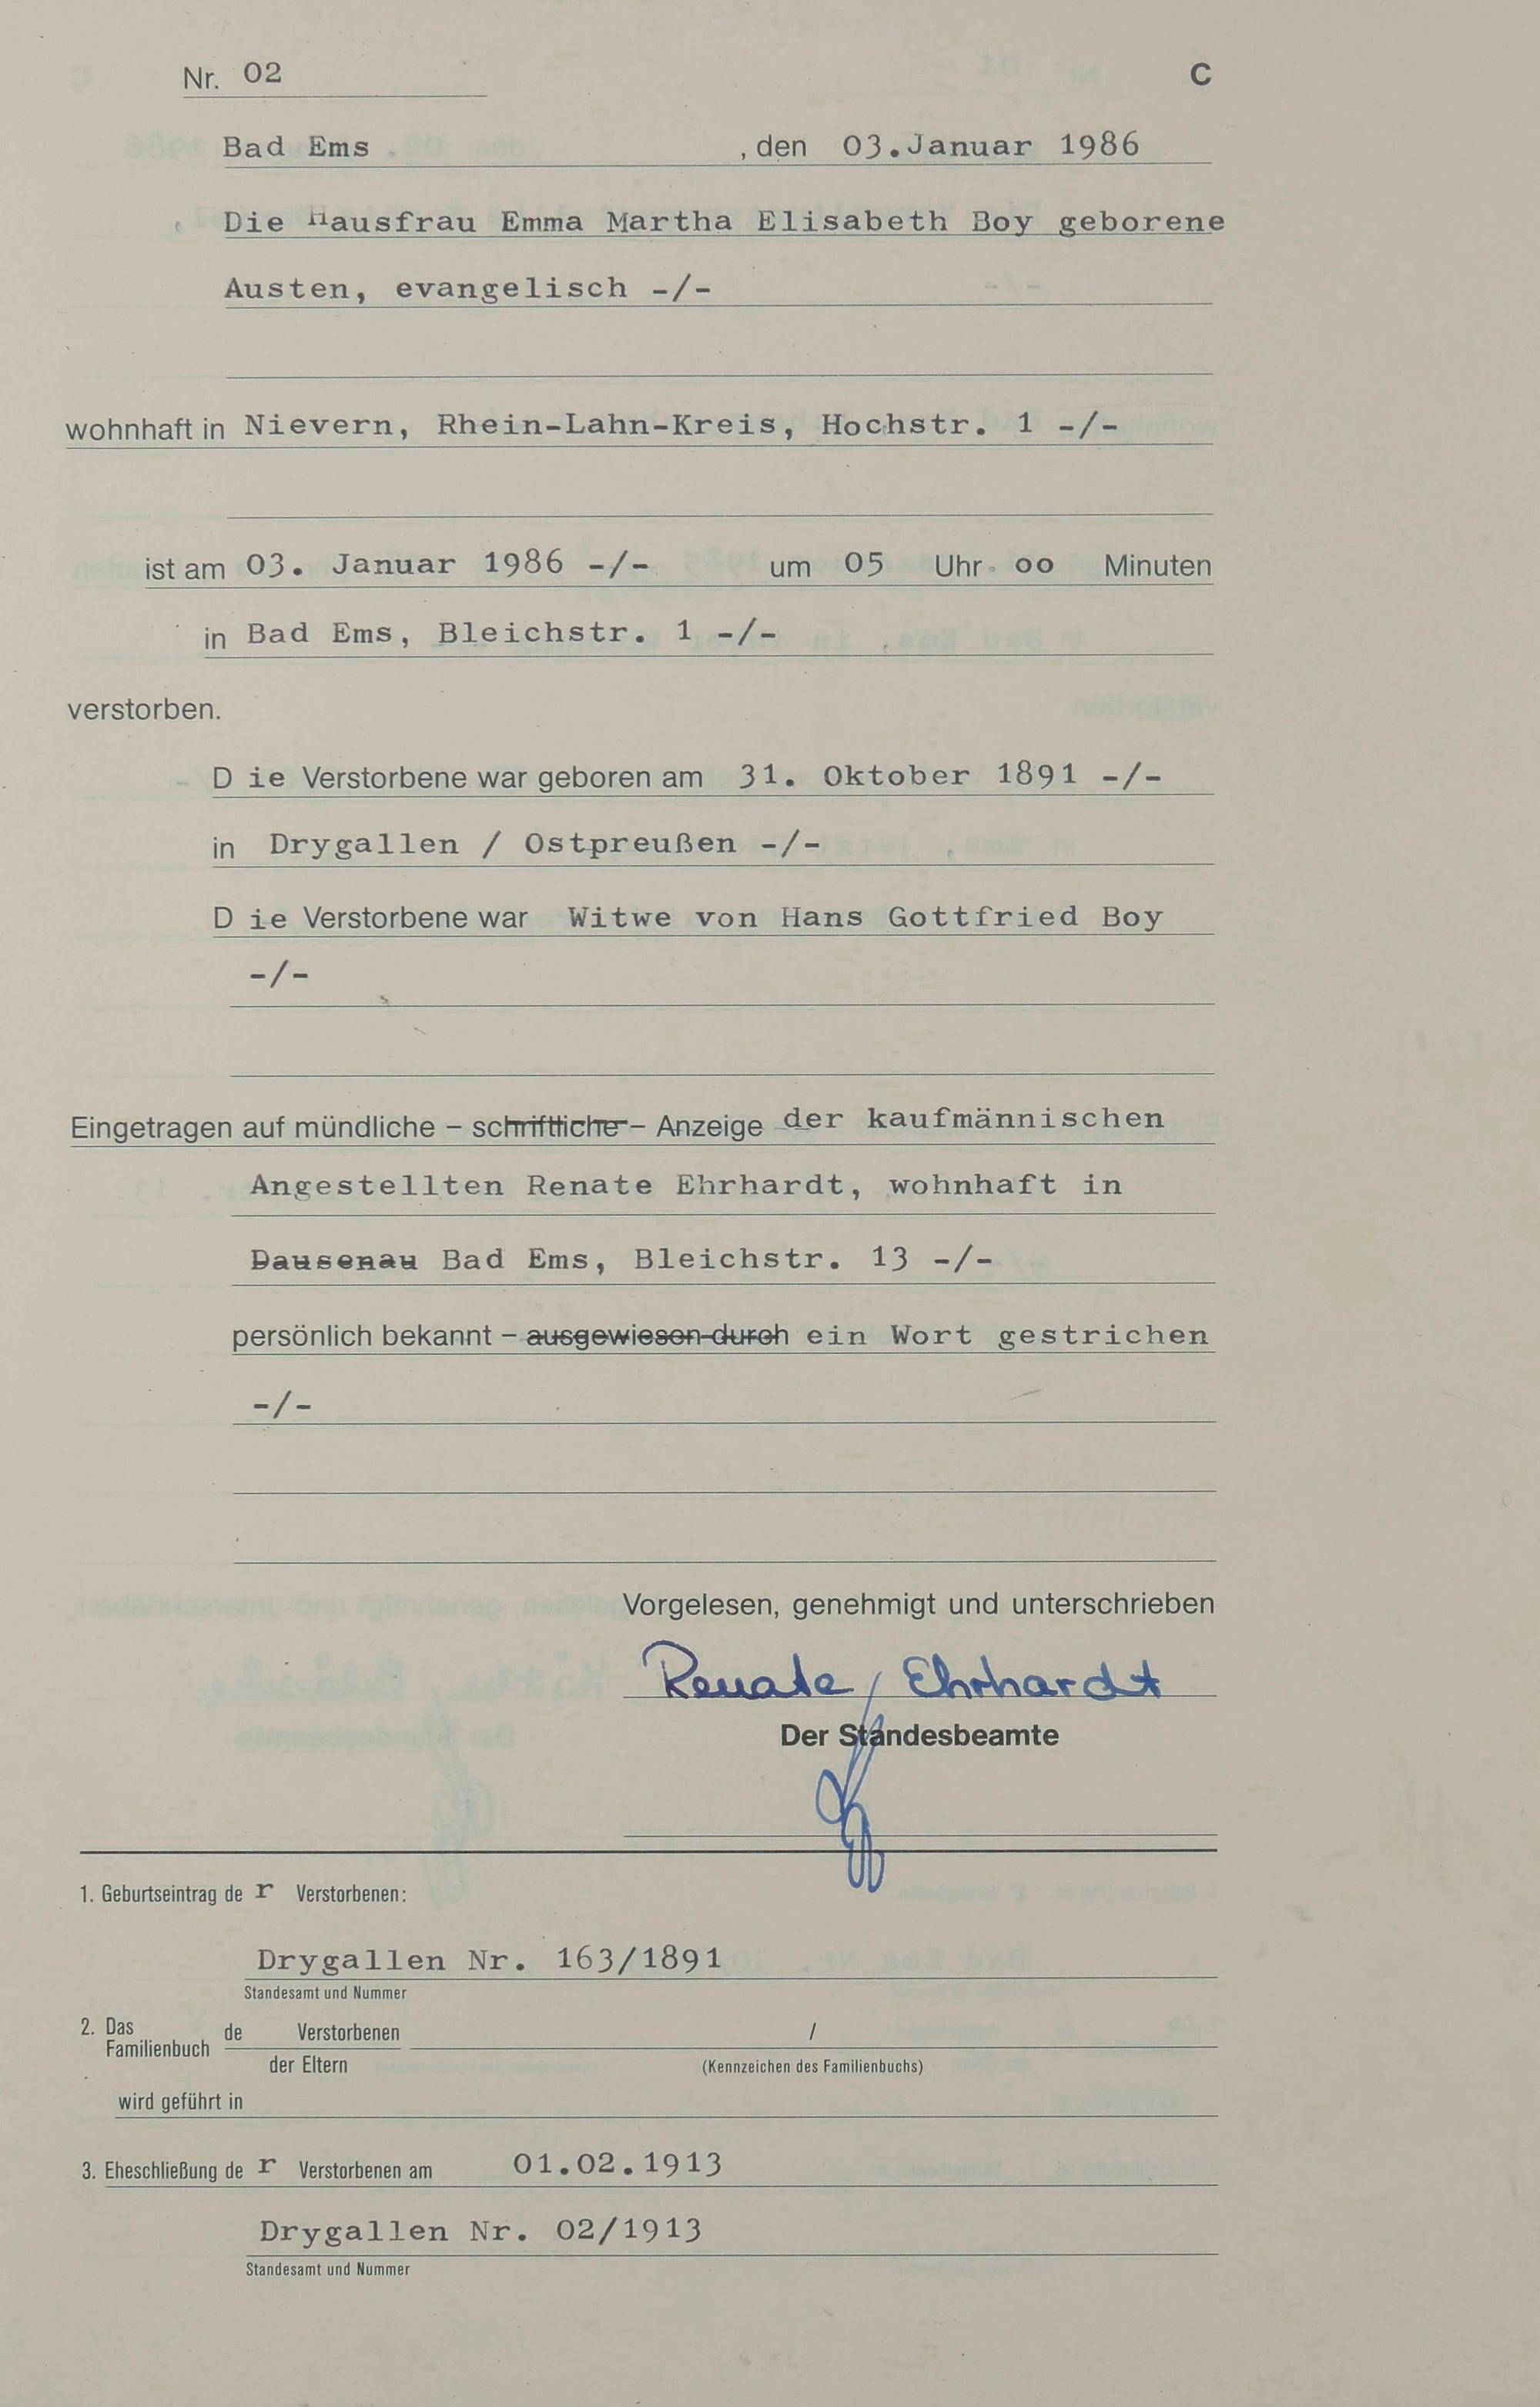 Nr. 02 C
Bad Ems , den 03.Januar 1986
Die Hausfrau Emma Martha Elisabeth Boy geborene
Austen, evangelisch -/-
wohnhaft in Nievern, Rhein-Lahn-Kreis, Hochstr. 1 -/-
ist am 03. Januar 1986 -/- um 05 Uhr oo Minuten
in Bad Ems, Bleichstr. 1 -/-
verstorben.
D ie Verstorbene war geboren am 31. Oktober 1891 -/-
in Drygallen / Ostpreußen -/-
D ie Verstorbene war Witwe von Hans Gottfried Boy
-/-
Eingetragen auf mündliche – schriftliche – Anzeige der kaufmännischen
Angestellten Renate Ehrhardt, wohnhaft in
Dausenau Bad Ems, Bleichstr. 13 -/-
persönlich bekannt – ausgewiesen durch ein Wort gestrichen
-/-
Vorgelesen, genehmigt und unterschrieben
Renate Ehrhardt
Der Standesbeamte
1. Geburtseintrag de r Verstorbenen:
Drygallen Nr. 163/1891
Standesamt und Nummer
2. Das Familienbuch de Verstorbenen /
der Eltern (Kennzeichen des Familienbuchs)
wird geführt in
3. Eheschließung de r Verstorbenen am 01.02.1913
Drygallen Nr. 02/1913
Standesamt und Nummer